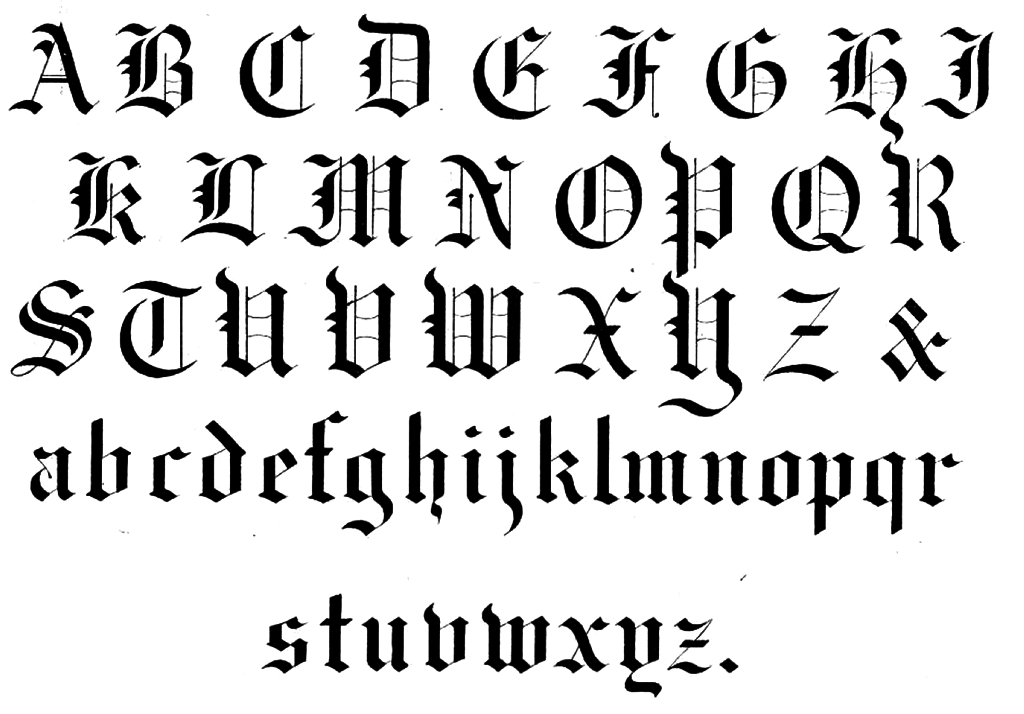 A B C D E F G H I
K L M N O P Q R
S T U V W X Y Z &
abcdefghijklmnopqr
stuvwxyz.